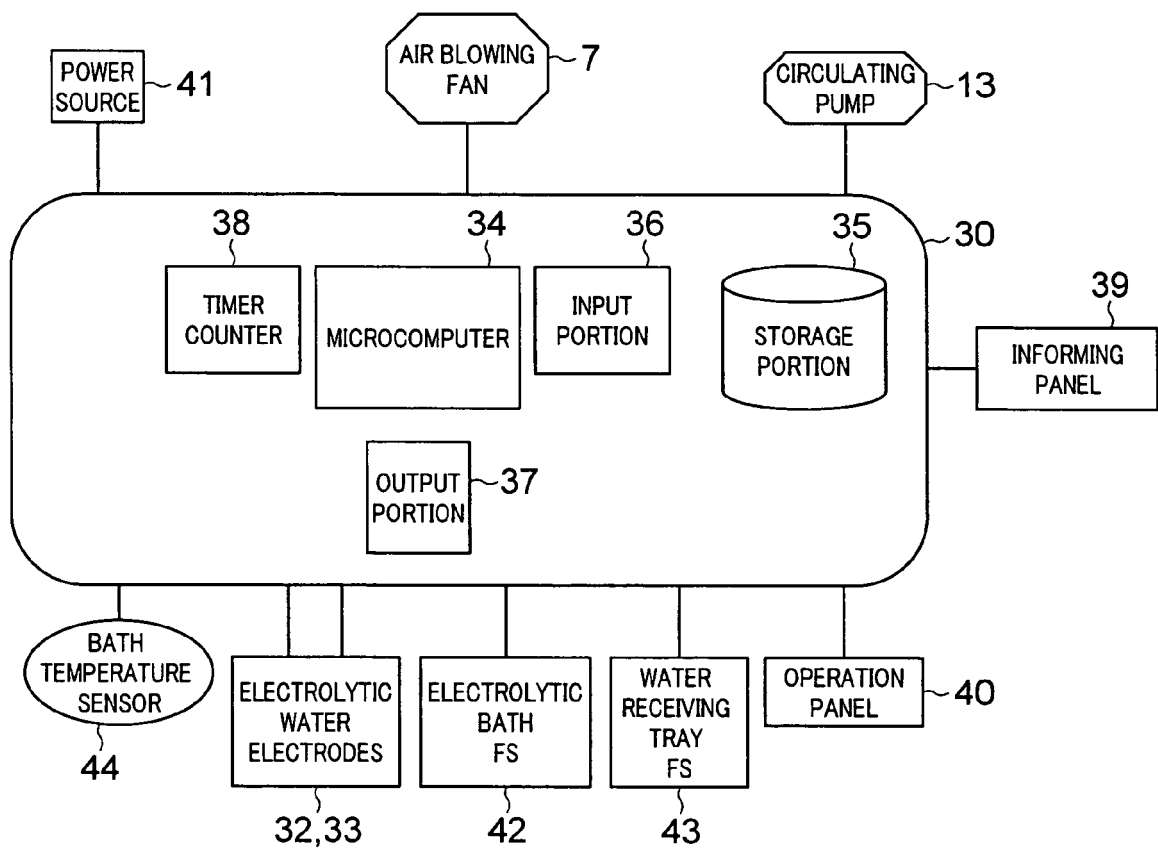 POWER
SOURCE
41
AIR BLOWING
FAN
7
CIRCULATING
PUMP
13
38
TIMER
COUNTER
34
MICROCOMPUTER
36
INPUT
PORTION
35
STORAGE
PORTION
30
39
INFORMING
PANEL
OUTPUT
PORTION
37
BATH
TEMPERATURE
SENSOR
44
ELECTROLYTIC
WATER
ELECTRODES
32,33
ELECTROLYTIC
BATH
FS
42
WATER
RECEIVING
TRAY
FS
43
OPERATION
PANEL
40